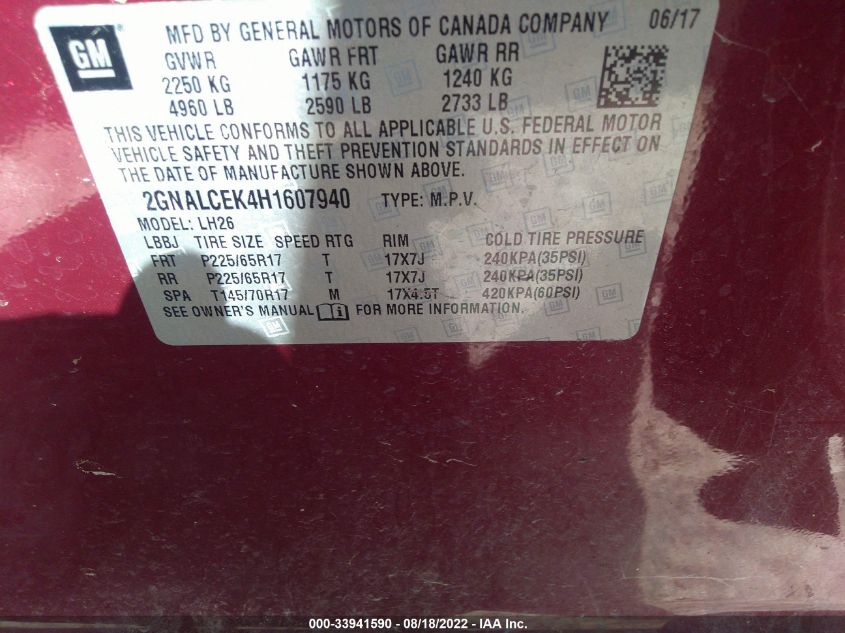 GM
MFD BY GENERAL MOTORS OF CANADA COMPANY 06/17
GVWR GAWR FRT GAWR RR
2250 KG 1175 KG 1240 KG
4960 LB 2590 LB 2733 LB
THIS VEHICLE CONFORMS TO ALL APPLICABLE U.S. FEDERAL MOTOR
VEHICLE SAFETY AND THEFT PREVENTION STANDARDS IN EFFECT ON
THE DATE OF MANUFACTURE SHOWN ABOVE.
2GNALCEK4H1607940 TYPE: M.P.V.
MODEL: LH26
LBBJ TIRE SIZE SPEED RTG RIM COLD TIRE PRESSURE
FRT P225/65R17 T 17X7J 240KPA(35PSI)
RR P225/65R17 T 17X7J 240KPA(35PSI)
SPA T145/70R17 M 17X4.5T 420KPA(60PSI)
SEE OWNER'S MANUAL FOR MORE INFORMATION.
000-33941590 - 08/18/2022 - IAA Inc.